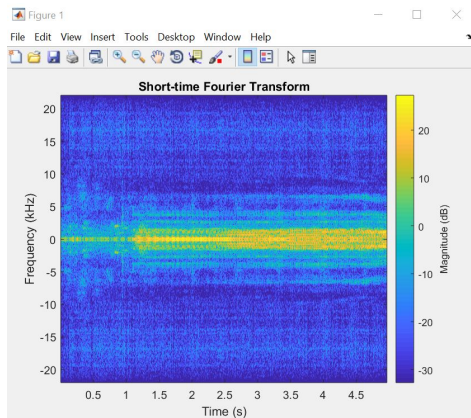 Figure 1
File Edit View Insert Tools Desktop Window Help
Short-time Fourier Transform
20
15
10
5
0
-5
-10
-15
-20
Frequency (kHz)
0.5 1 1.5 2 2.5 3 3.5 4 4.5
Time (s)
20
10
0
-10
-20
-30
Magnitude (dB)